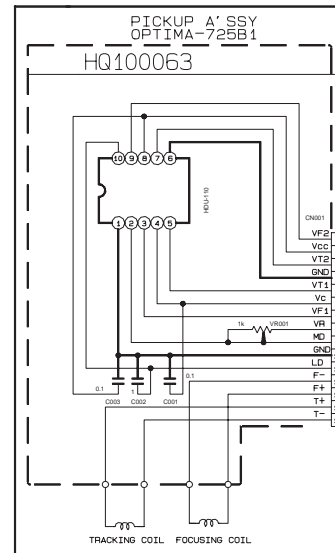 PICKUP A'SSY
OPTIMA-725B1
HQ100063
10 9 8 7 6
HDU-110
1 2 3 4 5
CN001
VF2
Vcc
VT2
GND
VT1
Vc
VF1
VR
MD
GND
LD
F-
F+
T+
T-
1k VR001
0.1 1 0.1
C003 C002 C001
TRACKING COIL FOCUSING COIL